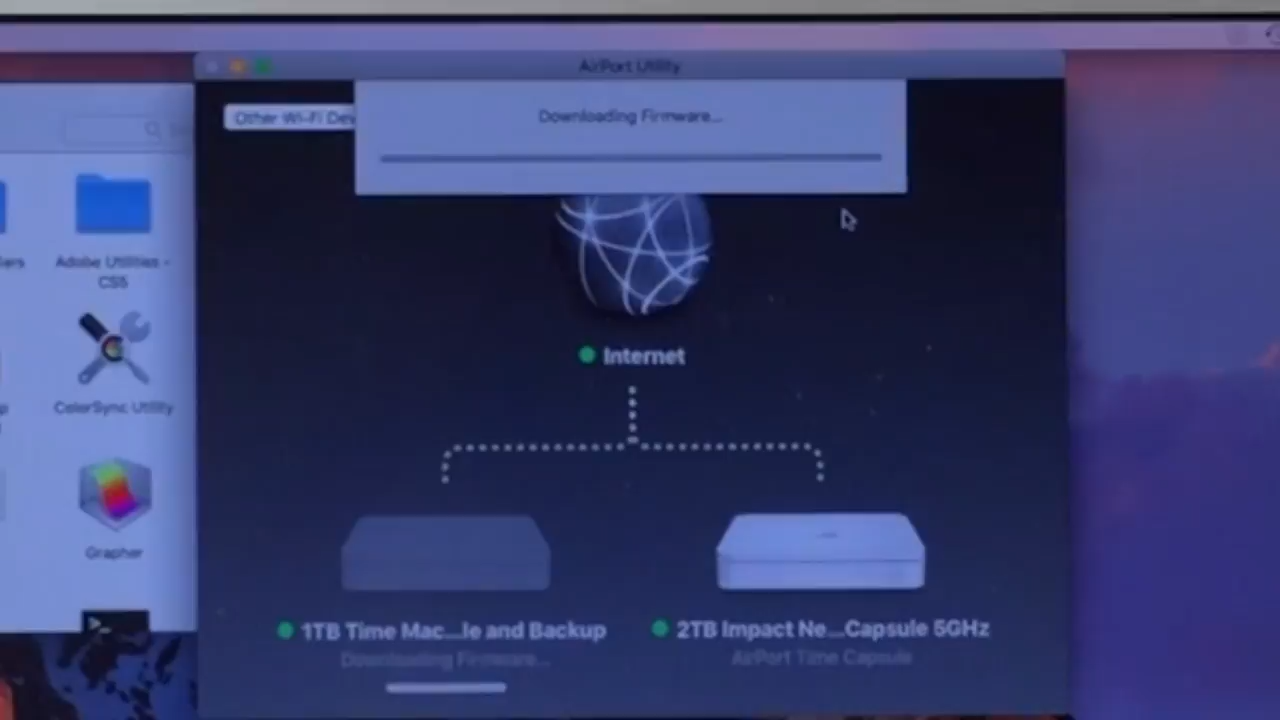 AirPort Utility
Other Wi-Fi Dev
Downloading Firmware...
Adobe Utilities -
CS5
Internet
ColorSync Utility
Grapher
1TB Time Mac...le and Backup
2TB Impact Ne...Capsule 5GHz
Downloading Firmware...
AirPort Time Capsule